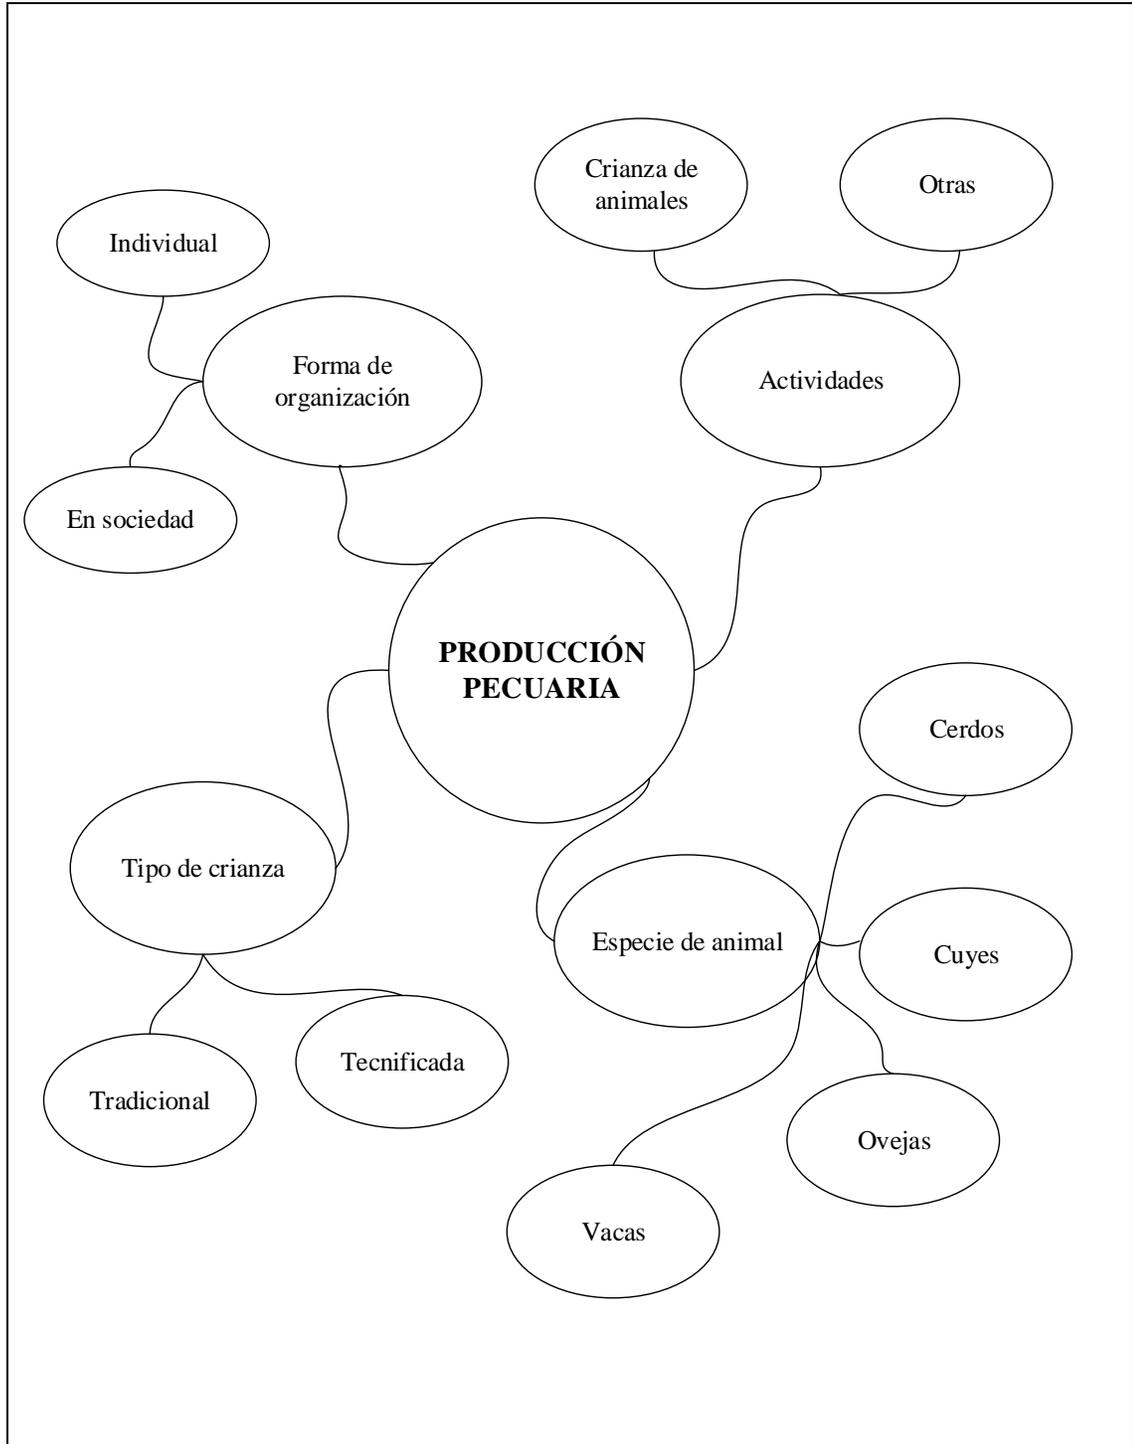 Crianza de
animales
Otras
Individual
Forma de
organización
Actividades
En sociedad
PRODUCCIÓN
PECUARIA
Cerdos
Tipo de crianza
Especie de animal
Cuyes
Tecnificada
Tradicional
Ovejas
Vacas